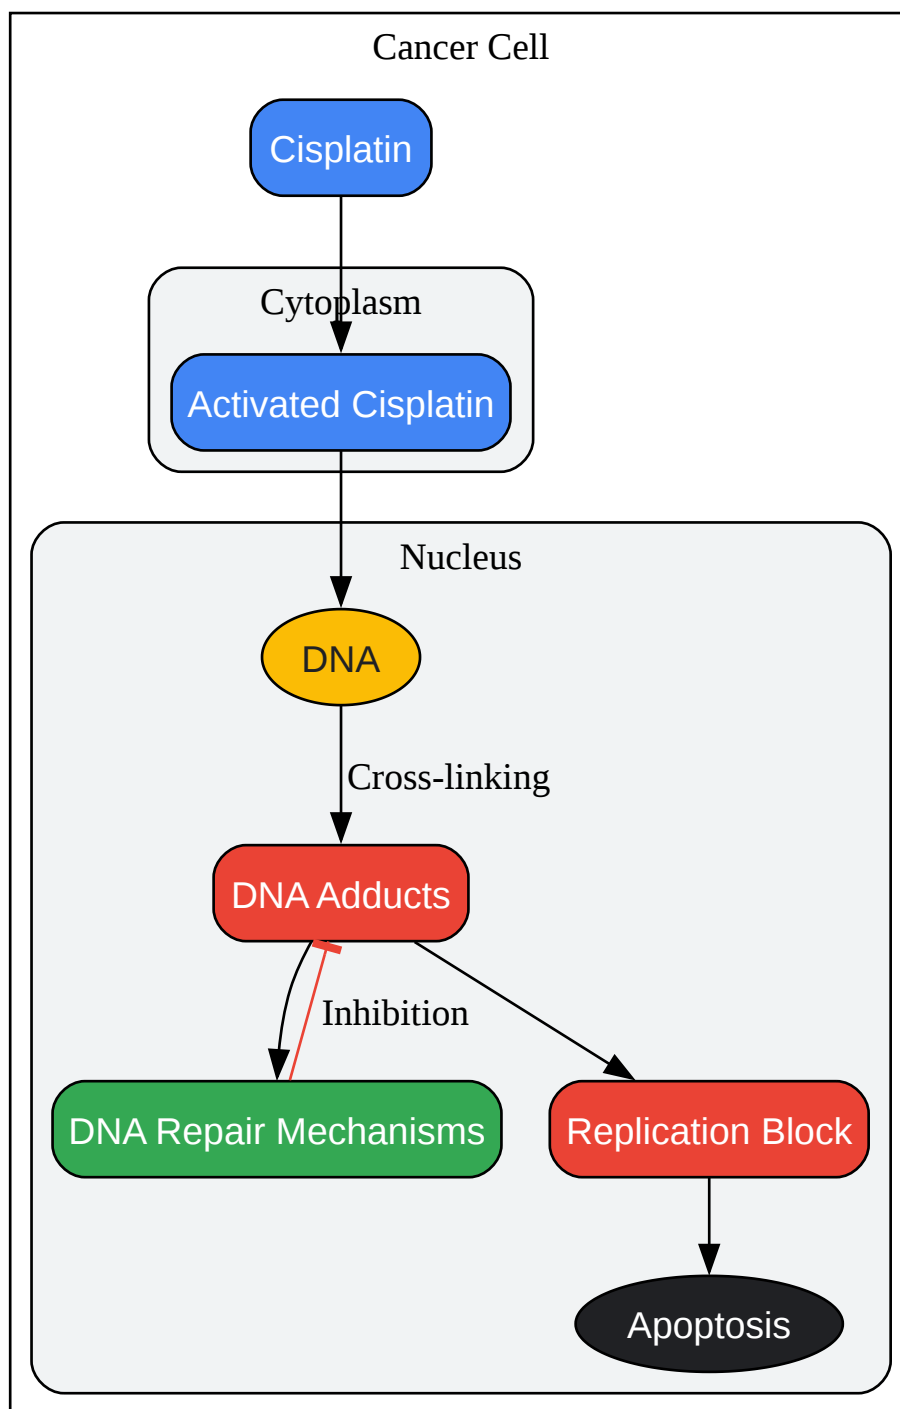 Cancer Cell
Cisplatin
Cytoplasm
Activated Cisplatin
Nucleus
DNA
Cross-linking
DNA Adducts
Inhibition
DNA Repair Mechanisms
Replication Block
Apoptosis